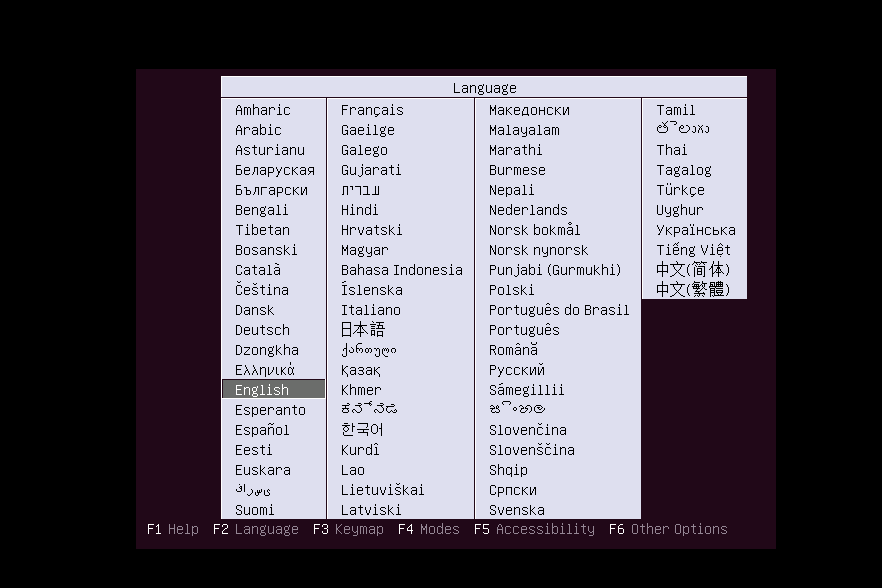 Language
Amharic
Arabic
Asturianu
Беларуская
Български
Bengali
Tibetan
Bosanski
Català
Čeština
Dansk
Deutsch
Dzongkha
Ελληνικά
English
Esperanto
Español
Eesti
Euskara
ﻰﺳﺭﺎﻓ
Suomi
Français
Gaeilge
Galego
Gujarati
עברית
Hindi
Hrvatski
Magyar
Bahasa Indonesia
Íslenska
Italiano
日本語
ქართული
Қазақ
Khmer
ಕನ್ನಡ
한국어
Kurdî
Lao
Lietuviškai
Latviski
Македонски
Malayalam
Marathi
Burmese
Nepali
Nederlands
Norsk bokmål
Norsk nynorsk
Punjabi (Gurmukhi)
Polski
Português do Brasil
Português
Română
Русский
Sámegillii
සිංහල
Slovenčina
Slovenščina
Shqip
Српски
Svenska
Tamil
తెలుగు
Thai
Tagalog
Türkçe
Uyghur
Українська
Tiếng Việt
中文(简体)
中文(繁體)
F1 Help F2 Language F3 Keymap F4 Modes F5 Accessibility F6 Other Options